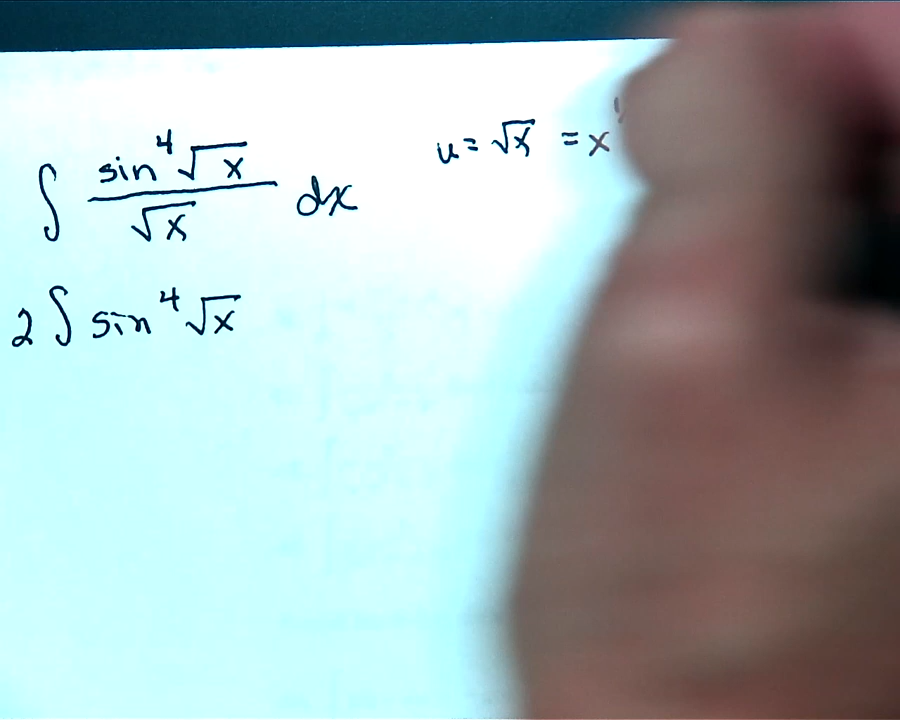 ∫ sin⁴√x / √x dx
u = √x = x
2 ∫ sin⁴ √x